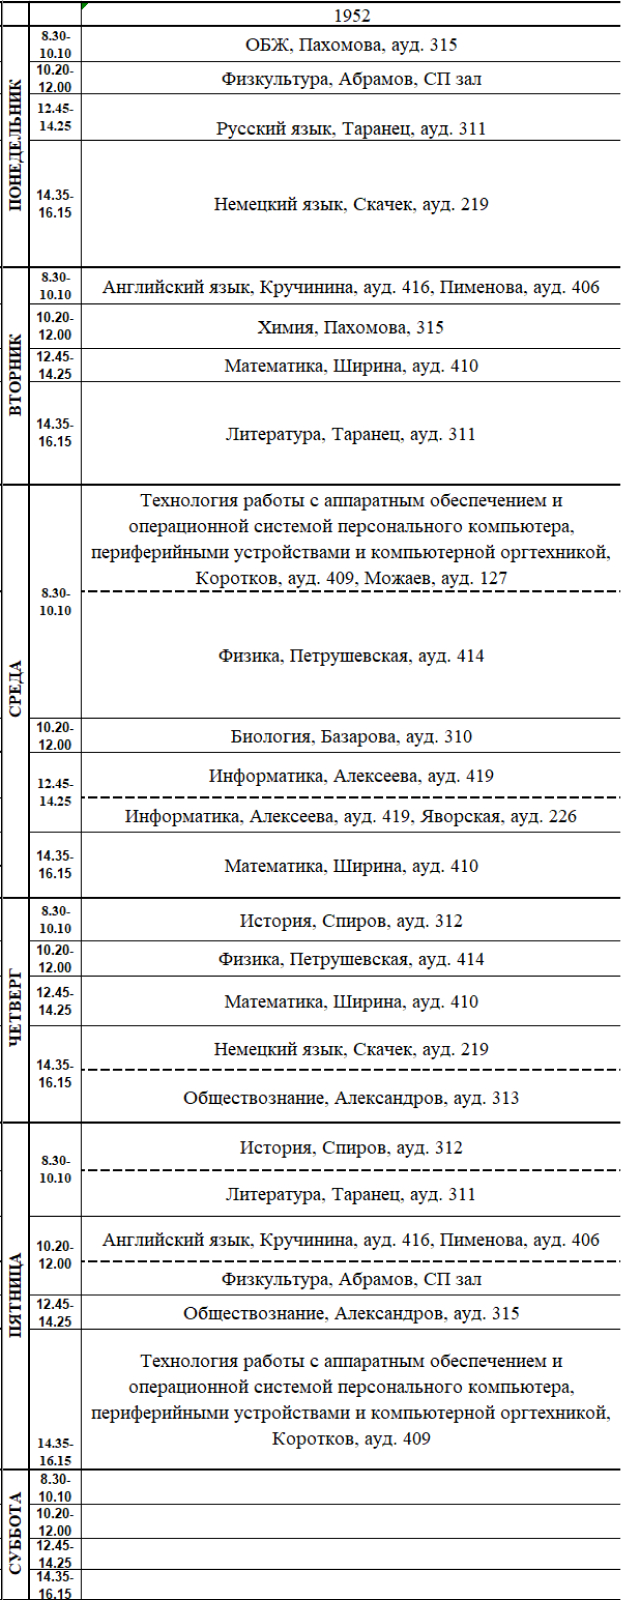 1952
ПОНЕДЕЛЬНИК
8.30-
10.10
ОБЖ, Пахомова, ауд. 315
10.20-
12.00
Физкультура, Абрамов, СП зал
12.45-
14.25
Русский язык, Таранец, ауд. 311
14.35-
16.15
Немецкий язык, Скачек, ауд. 219
ВТОРНИК
8.30-
10.10
Английский язык, Кручинина, ауд. 416, Пименова, ауд. 406
10.20-
12.00
Химия, Пахомова, 315
12.45-
14.25
Математика, Ширина, ауд. 410
14.35-
16.15
Литература, Таранец, ауд. 311
СРЕДА
8.30-
10.10
Технология работы с аппаратным обеспечением и
операционной системой персонального компьютера,
периферийными устройствами и компьютерной оргтехникой,
Коротков, ауд. 409, Можаев, ауд. 127
Физика, Петрушевская, ауд. 414
10.20-
12.00
Биология, Базарова, ауд. 310
12.45-
14.25
Информатика, Алексеева, ауд. 419
Информатика, Алексеева, ауд. 419, Яворская, ауд. 226
14.35-
16.15
Математика, Ширина, ауд. 410
ЧЕТВЕРГ
8.30-
10.10
История, Спиров, ауд. 312
10.20-
12.00
Физика, Петрушевская, ауд. 414
12.45-
14.25
Математика, Ширина, ауд. 410
14.35-
16.15
Немецкий язык, Скачек, ауд. 219
Обществознание, Александров, ауд. 313
ПЯТНИЦА
8.30-
10.10
История, Спиров, ауд. 312
Литература, Таранец, ауд. 311
10.20-
12.00
Английский язык, Кручинина, ауд. 416, Пименова, ауд. 406
Физкультура, Абрамов, СП зал
12.45-
14.25
Обществознание, Александров, ауд. 315
14.35-
16.15
Технология работы с аппаратным обеспечением и
операционной системой персонального компьютера,
периферийными устройствами и компьютерной оргтехникой,
Коротков, ауд. 409
СУББОТА
8.30-
10.10
10.20-
12.00
12.45-
14.25
14.35-
16.15